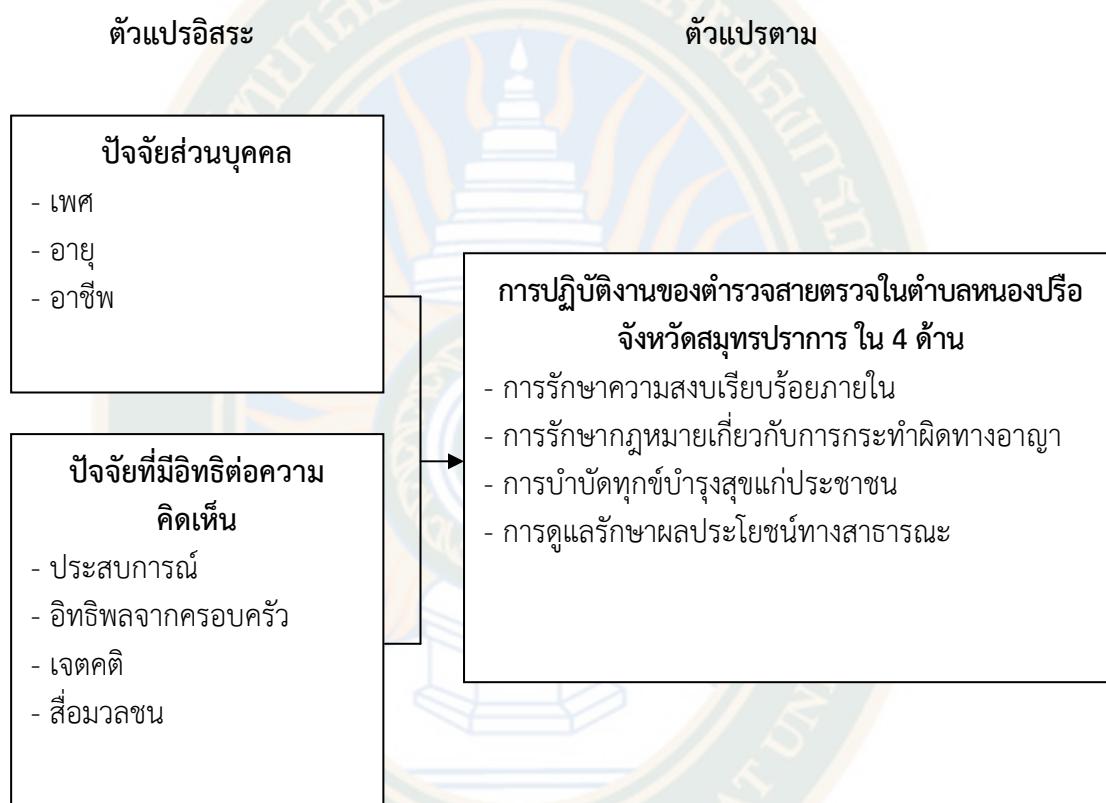 ตัวแปรอิสระ
ตัวแปรตาม
ปัจจัยส่วนบุคคล
- เพศ
- อายุ
- อาชีพ
ปัจจัยที่มีอิทธิต่อความ
คิดเห็น
- ประสบการณ์
- อิทธิพลจากครอบครัว
- เจตคติ
- สื่อมวลชน
การปฏิบัติงานของตำรวจสายตรวจในตำบลหนองปรือ
จังหวัดสมุทรปราการ ใน 4 ด้าน
- การรักษาความสงบเรียบร้อยภายใน
- การรักษากฎหมายเกี่ยวกับการกระทำผิดทางอาญา
- การบำบัดทุกข์บำรุงสุขแก่ประชาชน
- การดูแลรักษาผลประโยชน์ทางสาธารณะ